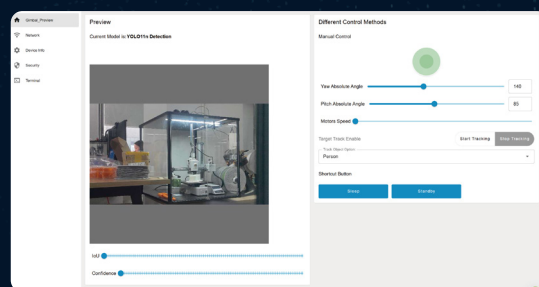 Gimbal_Preview
Network
Device Info
Security
Terminal
Preview
Current Model is: YOLO11n Detection
IoU
Confidence
Different Control Methods
Manual Control
Yaw Absolute Angle
140
Pitch Absolute Angle
85
Motors Speed
Target Track Enable
Start Tracking
Stop Tracking
Track Object Option
Person
Shortcut Button
Sleep
Standby